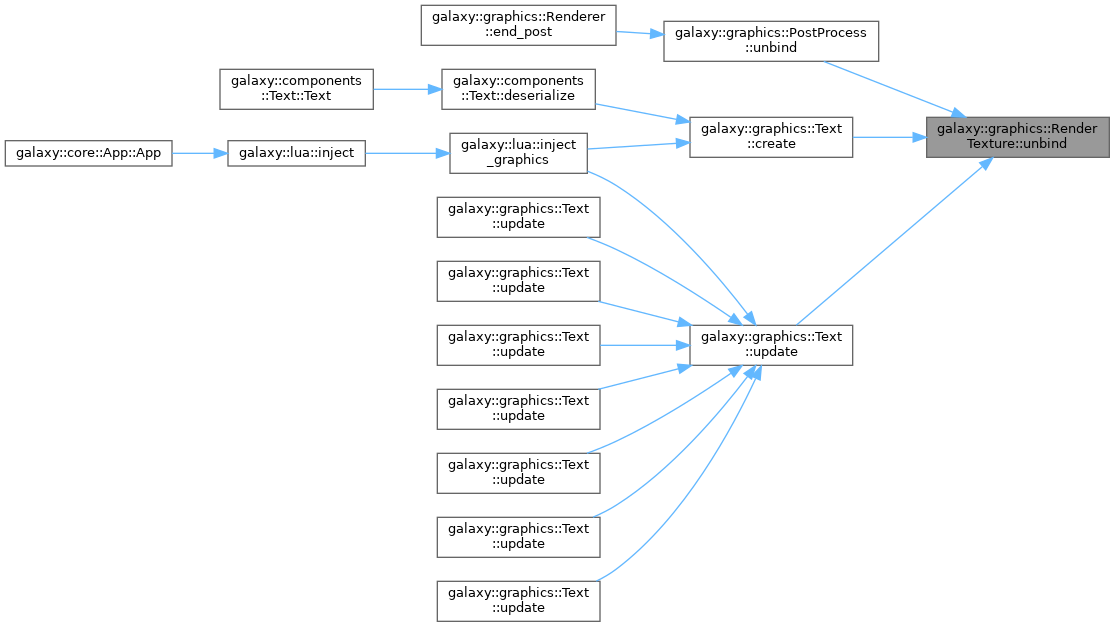 galaxy::graphics::Renderer
::end_post
galaxy::graphics::PostProcess
::unbind
galaxy::components
::Text::Text
galaxy::components
::Text::deserialize
galaxy::graphics::Text
::create
galaxy::graphics::Render
Texture::unbind
galaxy::core::App::App
galaxy::lua::inject
galaxy::lua::inject
_graphics
galaxy::graphics::Text
::update
galaxy::graphics::Text
::update
galaxy::graphics::Text
::update
galaxy::graphics::Text
::update
galaxy::graphics::Text
::update
galaxy::graphics::Text
::update
galaxy::graphics::Text
::update
galaxy::graphics::Text
::update